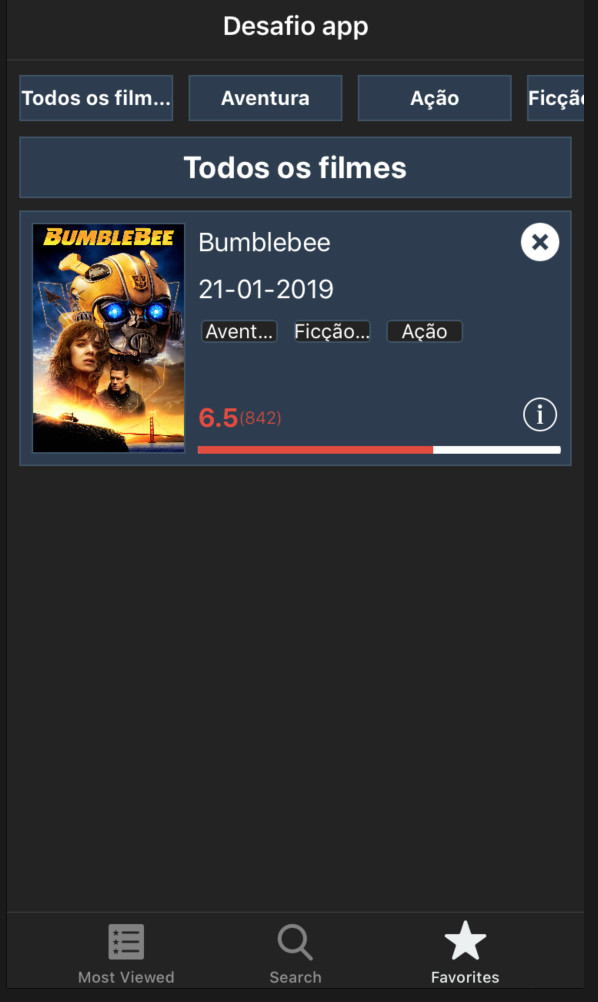 Desafio app
Todos os film... Aventura Ação Ficçã
Todos os filmes
BUMBLEBEE
Bumblebee
21-01-2019
Avent... Ficção... Ação
6.5(842)
Most Viewed Search Favorites